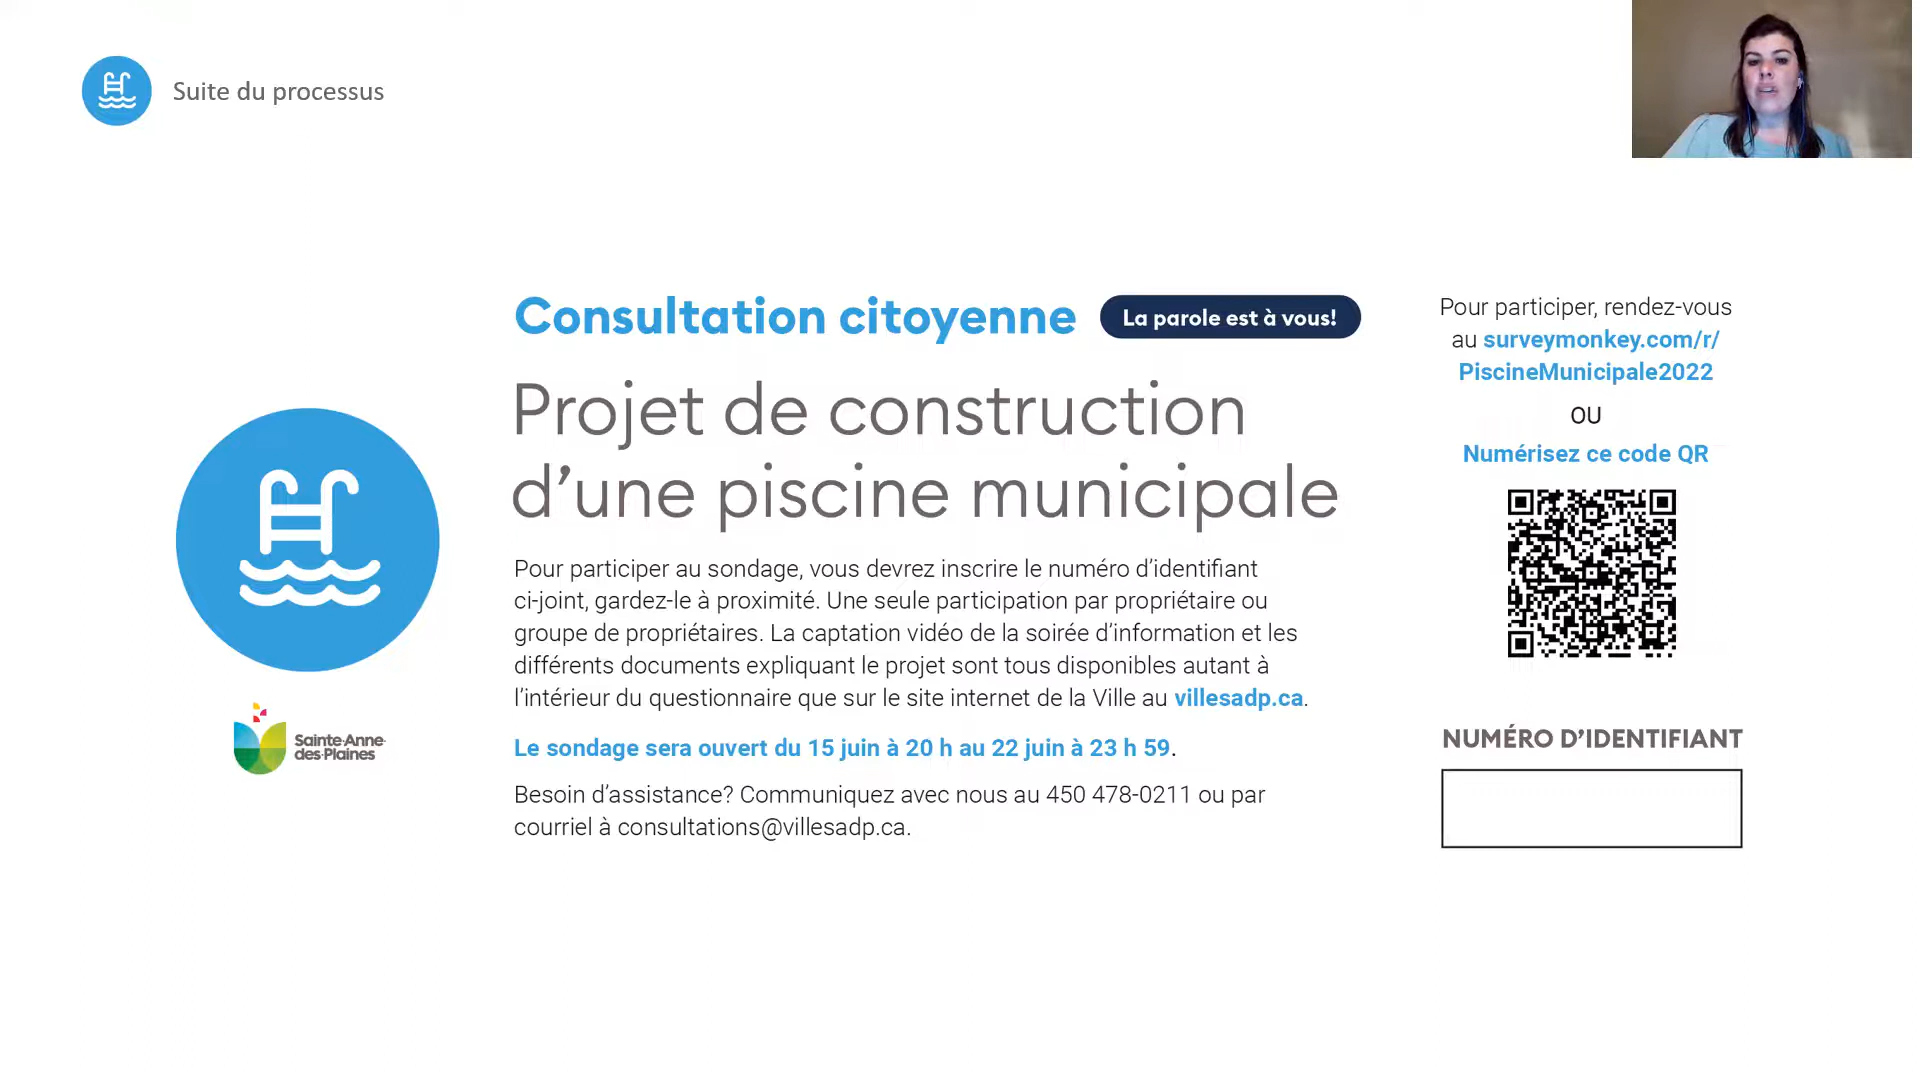 Suite du processus
Consultation citoyenne
La parole est à vous!
Projet de construction
d’une piscine municipale
Pour participer au sondage, vous devrez inscrire le numéro d’identifiant
ci-joint, gardez-le à proximité. Une seule participation par propriétaire ou
groupe de propriétaires. La captation vidéo de la soirée d’information et les
différents documents expliquant le projet sont tous disponibles autant à
l’intérieur du questionnaire que sur le site internet de la Ville au villesadp.ca.
Le sondage sera ouvert du 15 juin à 20 h au 22 juin à 23 h 59.
Besoin d’assistance? Communiquez avec nous au 450 478-0211 ou par
courriel à consultations@villesadp.ca.
Sainte-Anne-
des-Plaines
Pour participer, rendez-vous
au surveymonkey.com/r/
PiscineMunicipale2022
OU
Numérisez ce code QR
NUMÉRO D’IDENTIFIANT